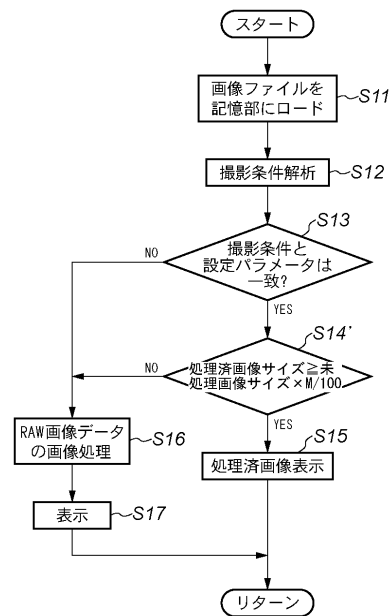 スタート
画像ファイルを
記憶部にロード
S11
撮影条件解析
S12
S13
撮影条件と
設定パラメータは
一致?
NO
YES
S14'
処理済画像サイズ≧未
処理画像サイズ×M/100
NO
YES
RAW画像データ
の画像処理
S16
S15
処理済画像表示
表示
S17
リターン